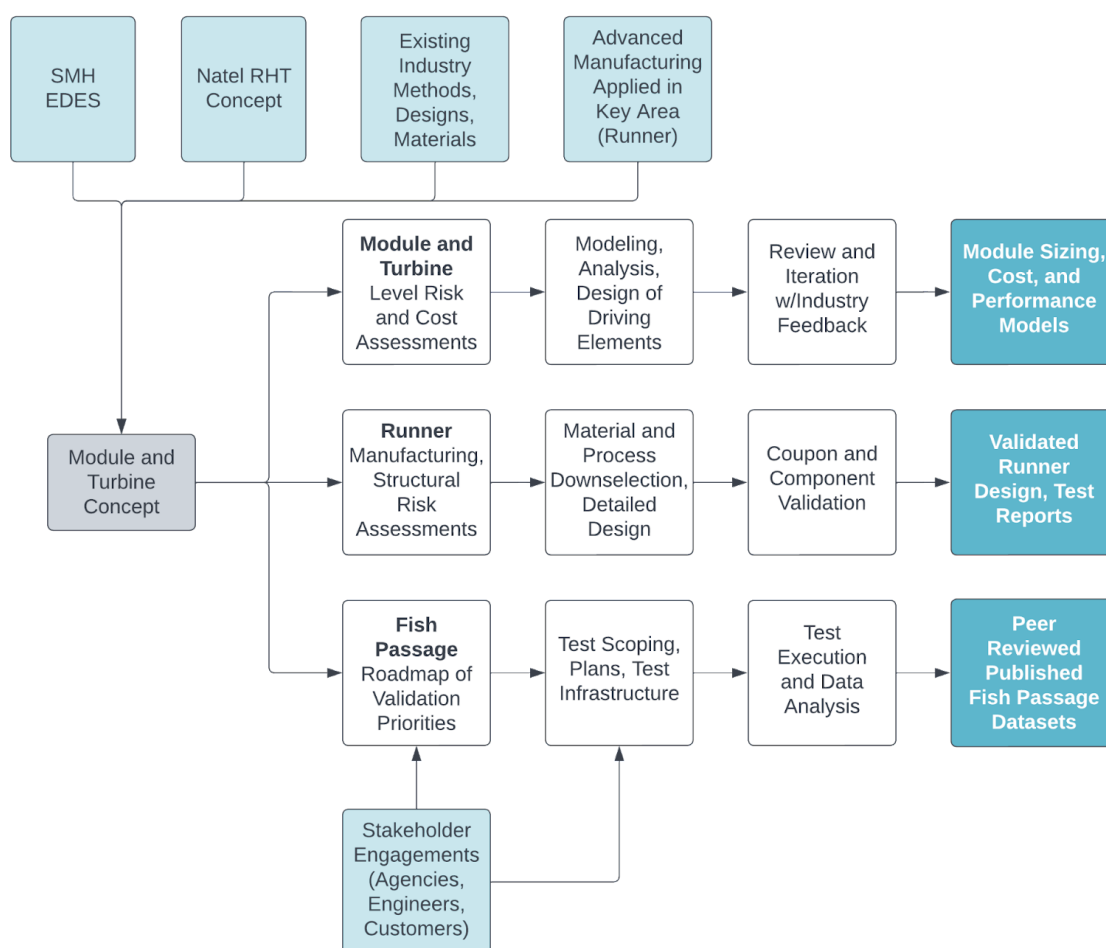 SMH
EDES
Natel RHT
Concept
Existing
Industry
Methods,
Designs,
Materials
Advanced
Manufacturing
Applied in
Key Area
(Runner)
Module and
Turbine
Level Risk
and Cost
Assessments
Modeling,
Analysis,
Design of
Driving
Elements
Review and
Iteration
w/Industry
Feedback
Module Sizing,
Cost, and
Performance
Models
Module and
Turbine
Concept
Runner
Manufacturing,
Structural
Risk
Assessments
Material and
Process
Downselection,
Detailed
Design
Coupon and
Component
Validation
Validated
Runner
Design, Test
Reports
Fish
Passage
Roadmap of
Validation
Priorities
Test Scoping,
Plans, Test
Infrastructure
Test
Execution
and Data
Analysis
Peer
Reviewed
Published
Fish Passage
Datasets
Stakeholder
Engagements
(Agencies,
Engineers,
Customers)